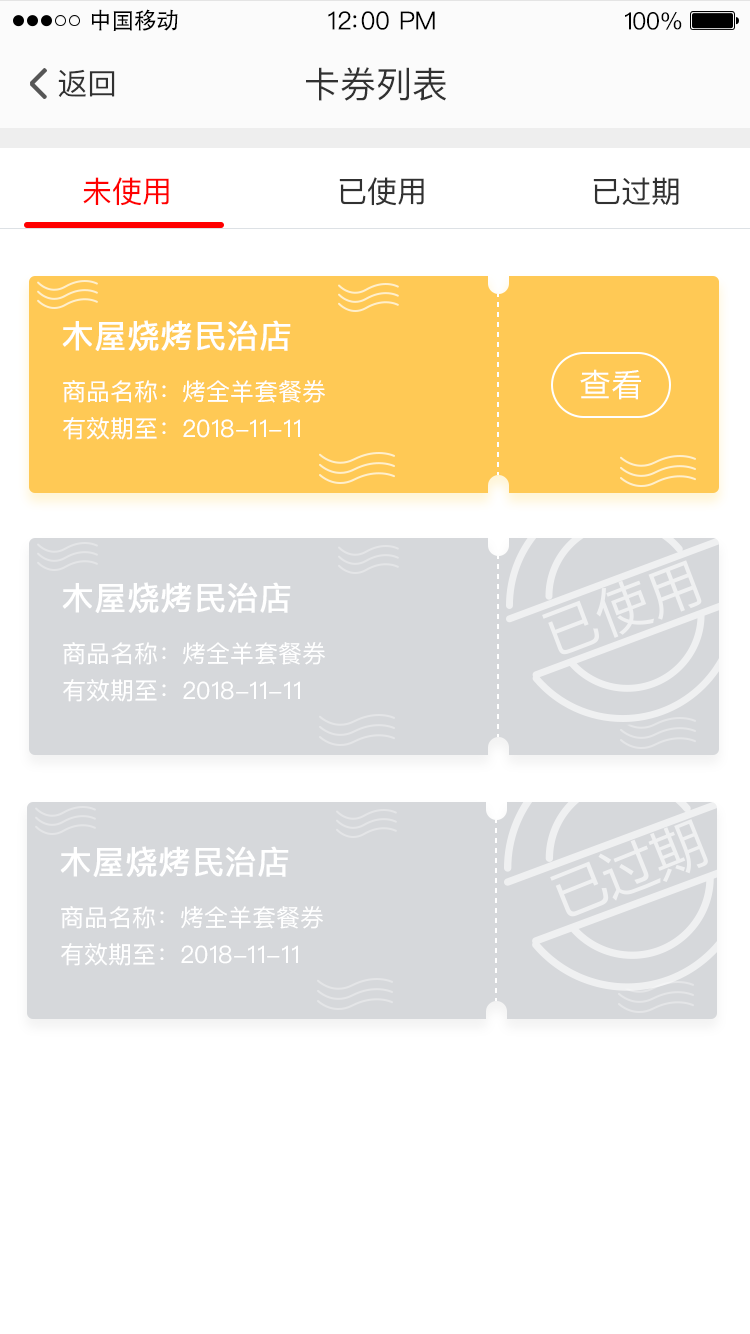 中国移动 12:00 PM 100%
返回 卡券列表
未使用 已使用 已过期
木屋烧烤民治店
商品名称：烤全羊套餐券
有效期至：2018-11-11
查看
木屋烧烤民治店
商品名称：烤全羊套餐券
有效期至：2018-11-11
已使用
木屋烧烤民治店
商品名称：烤全羊套餐券
有效期至：2018-11-11
已过期